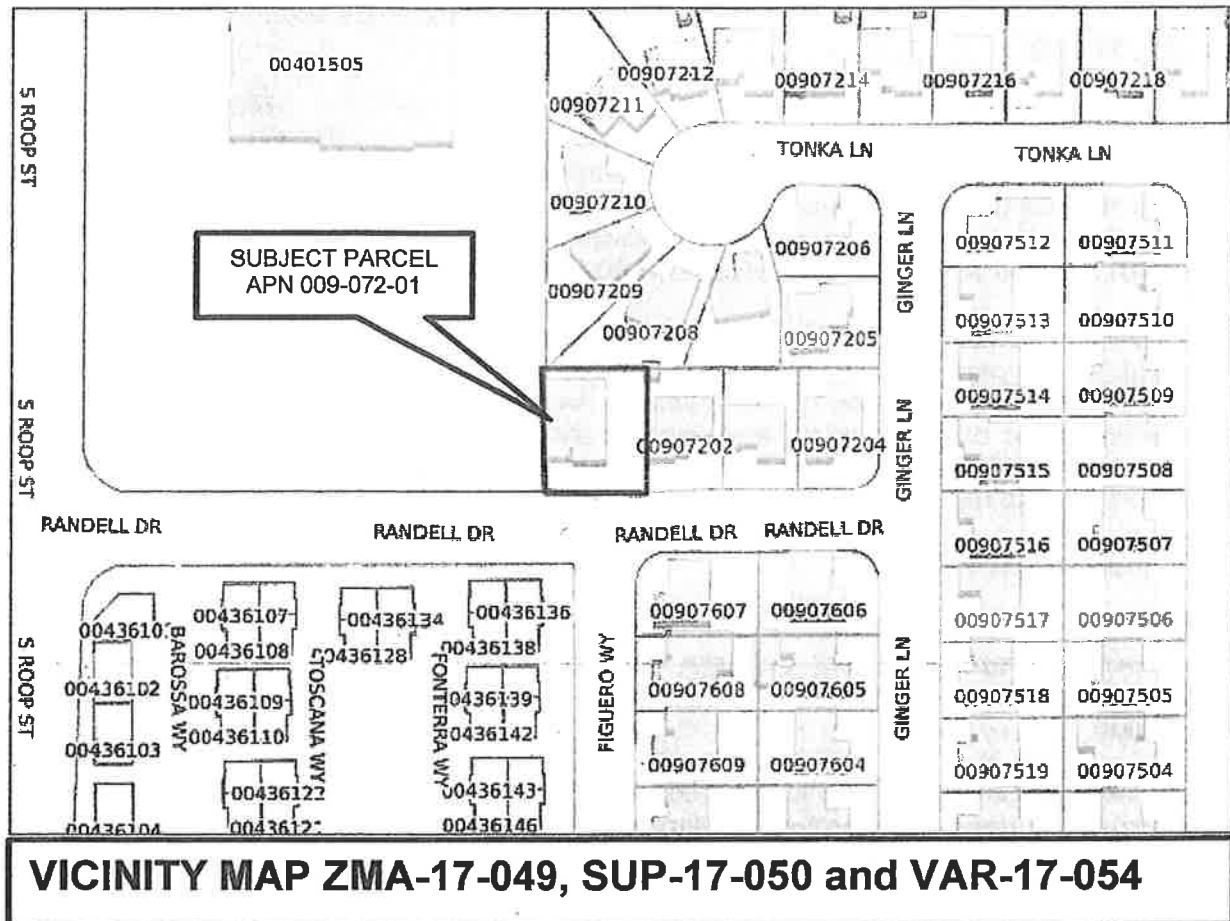 00401505
00907212
00907214
00907216
00907218
00907211
S ROOP ST
TONKA LN
TONKA LN
00907210
SUBJECT PARCEL
APN 009-072-01
00907206
GINGER LN
00907512
00907511
00907209
00907208
00907205
00907513
00907510
00907514
00907509
S ROOP ST
00907202
00907204
GINGER LN
00907515
00907508
RANDELL DR
RANDELL DR
RANDELL DR
RANDELL DR
00907516
00907507
00436107
00436134
00436136
00907607
00907606
00907517
00907506
00436108
00436128
00436138
S ROOP ST
00436102
BAROSSA WY
00436109
TOSCANA WY
FONTERRA WY
00436139
FIGUERO WY
00907608
00907605
GINGER LN
00907518
00907505
00436103
00436110
00436142
00907609
00907604
00907519
00907504
00436122
00436143
00436104
00436146
VICINITY MAP ZMA-17-049, SUP-17-050 and VAR-17-054